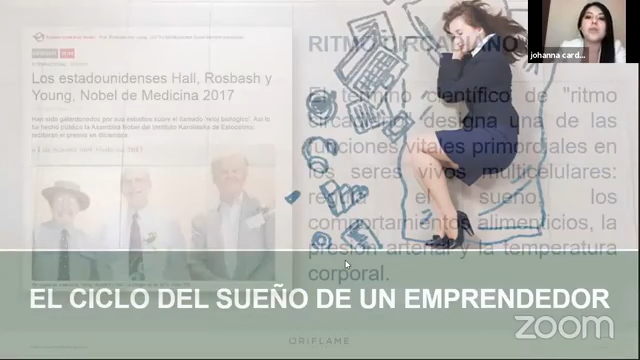 Los estadounidenses Hall, Rosbash y
Young, Nobel de Medicina 2017
RITMO CIRCADIANO
El término científico de "ritmo
circadiano" designa una de las
funciones vitales primordiales en
los seres vivos multicelulares:
el sueño, los
comportamientos alimenticios, la
presión arterial y la temperatura
corporal.
johanna card...
EL CICLO DEL SUEÑO DE UN EMPRENDEDOR
ORIFLAME
zoom